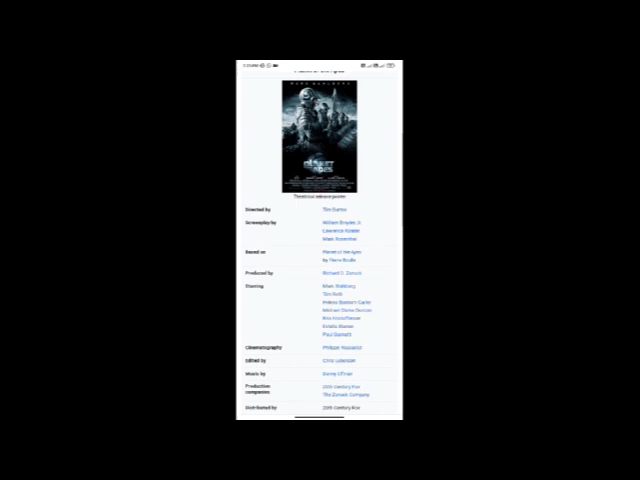 Theatrical release poster
Directed by Tim Burton
Screenplay by William Broyles Jr.
Lawrence Konner
Mark Rosenthal
Based on Planet of the Apes
by Pierre Boulle
Produced by Richard D. Zanuck
Starring Mark Wahlberg
Tim Roth
Helena Bonham Carter
Michael Clarke Duncan
Kris Kristofferson
Estella Warren
Paul Giamatti
Cinematography Philippe Rousselot
Edited by Chris Lebenzon
Music by Danny Elfman
Production 20th Century Fox
companies The Zanuck Company
Distributed by 20th Century Fox